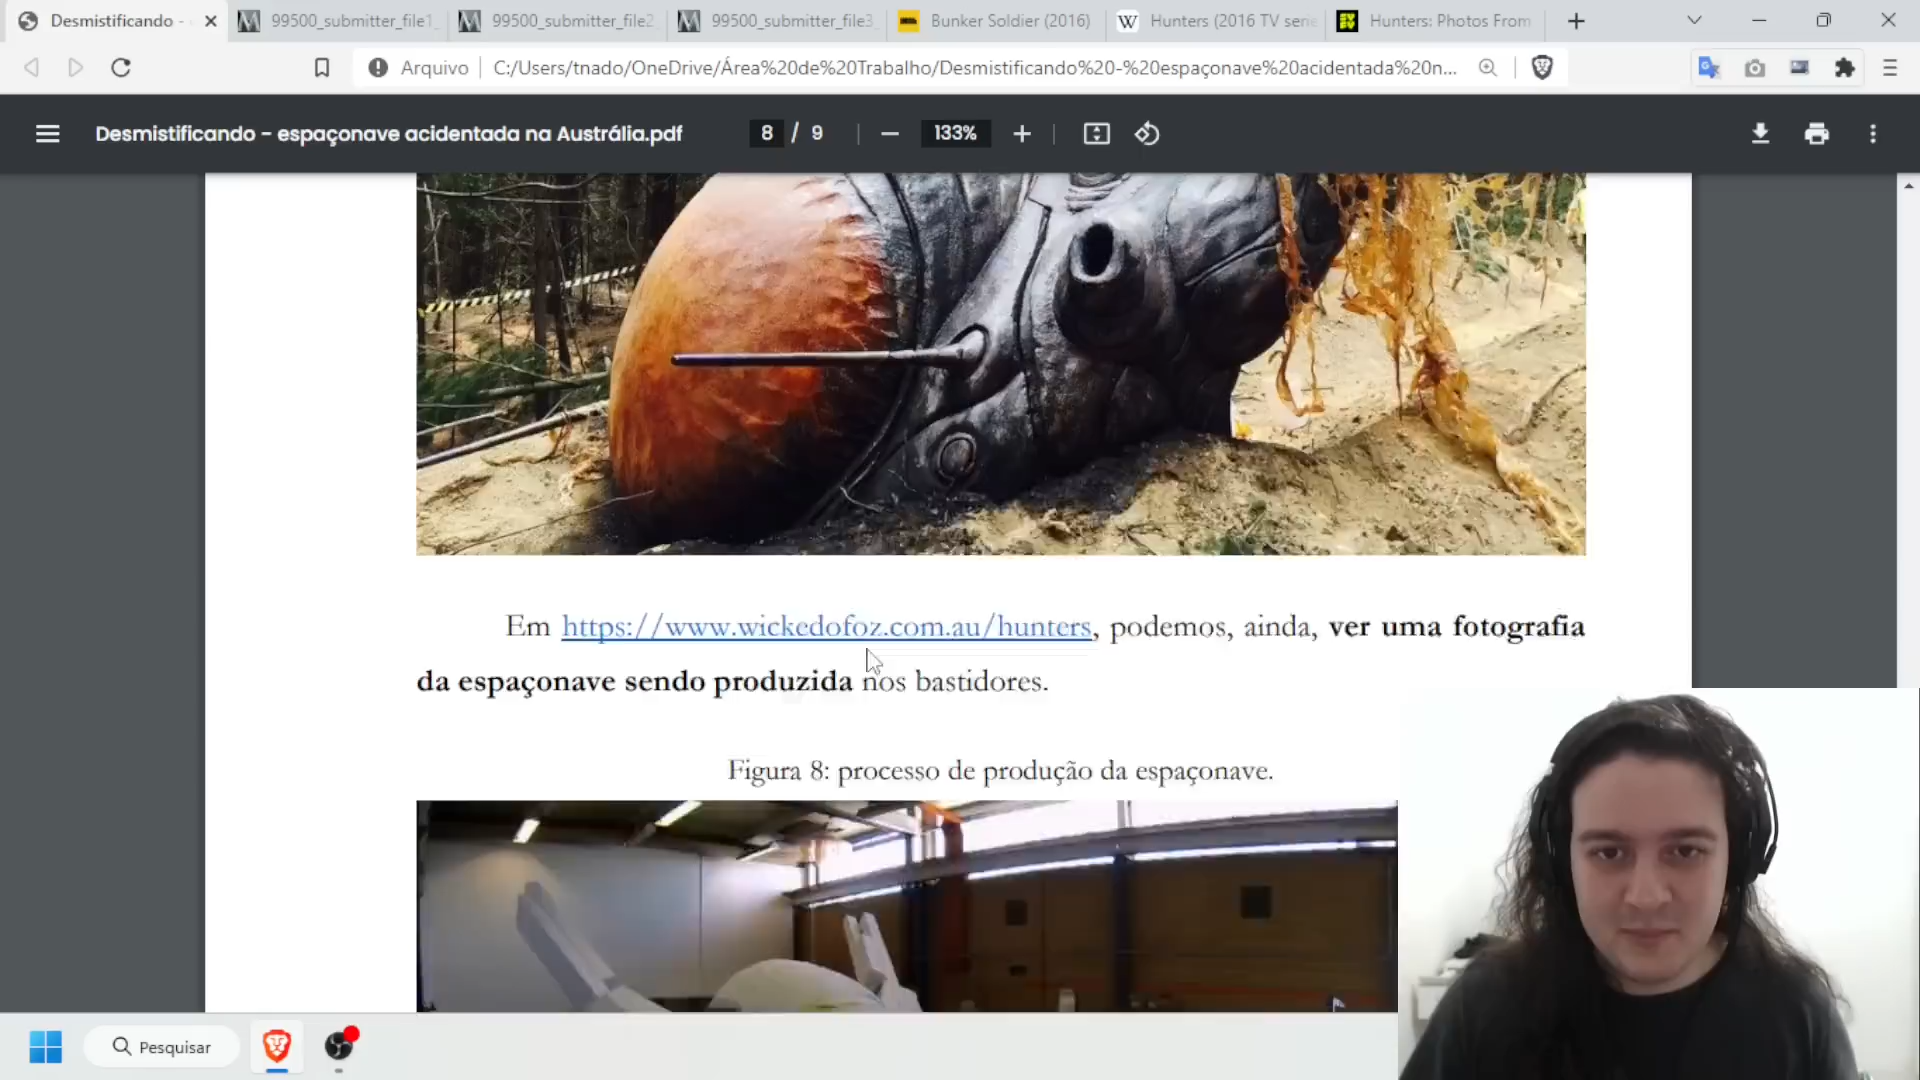 Desmistificando -
99500_submitter_file1_
99500_submitter_file2_
99500_submitter_file3_
Bunker Soldier (2016)
W
Hunters (2016 TV serie
Hunters: Photos From
Arquivo
C:/Users/tnado/OneDrive/Área%20de%20Trabalho/Desmistificando%20-%20espaçonave%20acidentada%20n...
Desmistificando - espaçonave acidentada na Austrália.pdf
8 / 9
133%
Em https://www.wickedofoz.com.au/hunters, podemos, ainda, ver uma fotografia
da espaçonave sendo produzida nos bastidores.
Figura 8: processo de produção da espaçonave.
Pesquisar